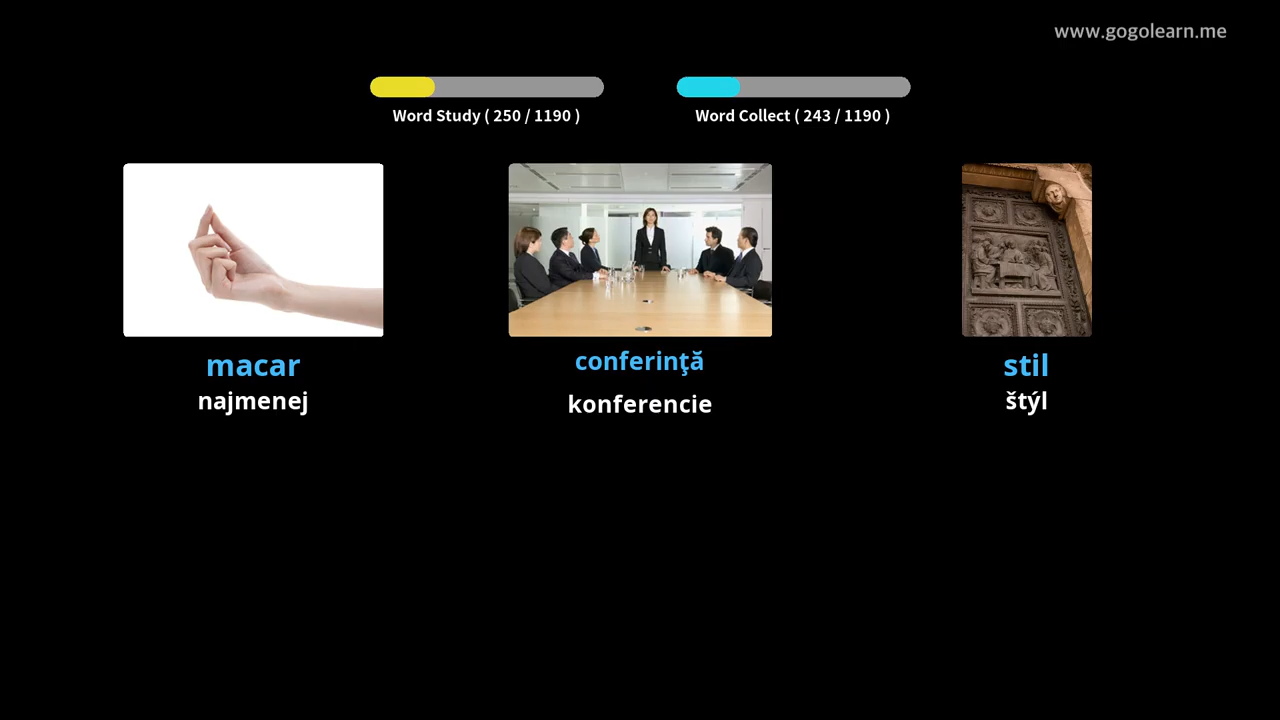 www.gogolearn.me
Word Study ( 250 / 1190 )
Word Collect ( 243 / 1190 )
macar
najmenej
conferinţă
konferencie
stil
štýl